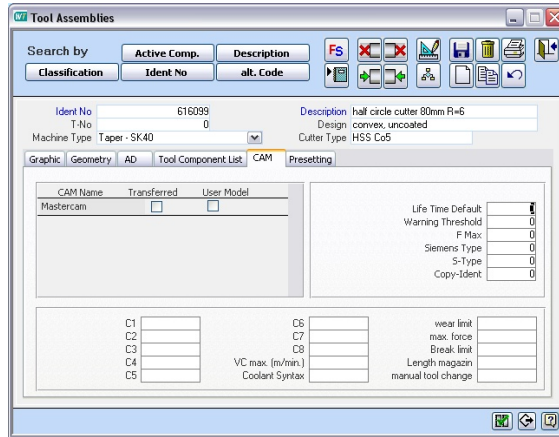 Tool Assemblies
Search by
Active Comp.
Description
Classification
Ident No
alt. Code
FS
Ident No 616099
Description half circle cutter 80mm R=6
T-No 0
Design convex, uncoated
Machine Type Taper - SK40
Cutter Type HSS Co5
Graphic Geometry AD Tool Component List CAM Presetting
CAM Name Transferred User Model
Mastercam
Life Time Default
Warning Threshold 0
F Max 0
Siemens Type 0
S-Type 0
Copy-Ident 0
C1 C6 wear limit
C2 C7 max. force
C3 C8 Break limit
C4 VC max. (m/min.) Length magazin
C5 Coolant Syntax manual tool change